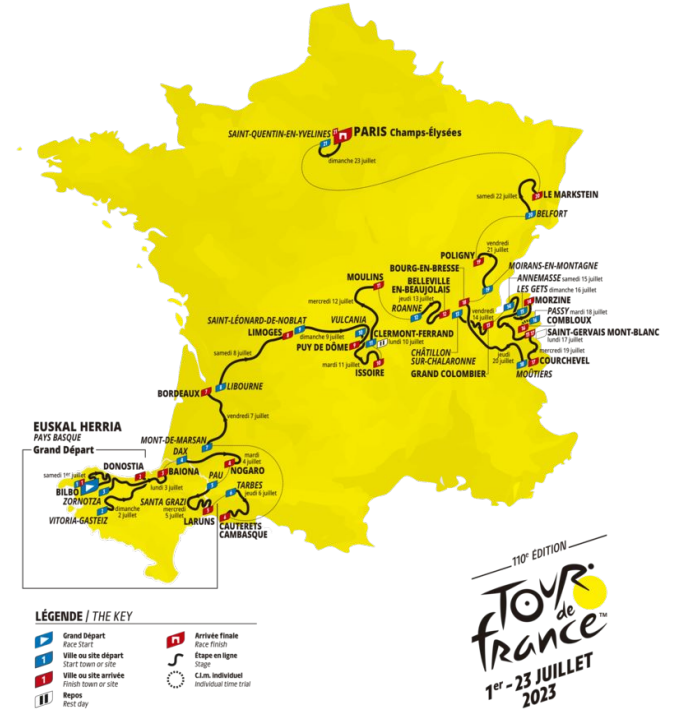 SAINT-QUENTIN-EN-YVELINES
PARIS Champs-Élysées
dimanche 23 juillet
samedi 22 juillet
LE MARKSTEIN
BELFORT
vendredi
21 juillet
POLIGNY
MOIRANS-EN-MONTAGNE
BOURG-EN-BRESSE
ANNEMASSE samedi 15 juillet
MOULINS
BELLEVILLE
EN-BEAUJOLAIS
LES GETS dimanche 16 juillet
jeudi 13 juillet
MORZINE
mercredi 12 juillet
ROANNE
PASSY mardi 18 juillet
SAINT-LÉONARD-DE-NOBLAT
VULCANIA
vendredi
14 juillet
COMBLOUX
LIMOGES
dimanche 9 juillet
CLERMONT-FERRAND
SAINT-GERVAIS MONT-BLANC
lundi 17 juillet
PUY DE DÔME
lundi 10 juillet
CHÂTILLON
SUR-CHALARONNE
mercredi 19 juillet
samedi 8 juillet
mardi 11 juillet
ISSOIRE
GRAND COLOMBIER
jeudi
20 juillet
COURCHEVEL
MOÛTIERS
LIBOURNE
BORDEAUX
vendredi 7 juillet
EUSKAL HERRIA
PAYS BASQUE
Grand Départ
MONT-DE-MARSAN
DAX
mardi
4 juillet
DONOSTIA
BAIONA
NOGARO
samedi 1er juillet
lundi 3 juillet
PAU
TARBES
jeudi 6 juillet
BILBO
ZORNOTZA
dimanche
2 juillet
SANTA GRAZI
mercredi
5 juillet
VITORIA-GASTEIZ
LARUNS
CAUTERETS
CAMBASQUE
110e ÉDITION
TOUR
de
france™
1er - 23 JUILLET
2023
LÉGENDE / THE KEY
Grand Départ
Race Start
1
Ville ou site départ
Start town or site
1
Ville ou site arrivée
Finish town or site
Repos
Rest day
Arrivée finale
Race finish
Étape en ligne
Stage
C.l.m. individuel
Individual time trial